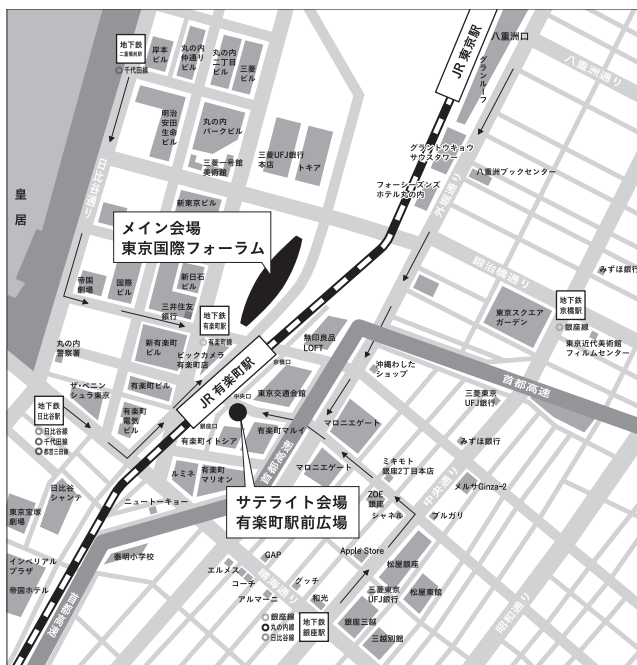 地下鉄
二重橋前駅
千代田線
岸本
ビル
丸の内
仲通り
ビル
丸の内
二丁目
ビル
三菱
ビル
JR 東京駅
八重洲口
グランルーフ
八重洲通り
明治
安田
生命
ビル
丸の内
パークビル
三菱一号館
美術館
三菱UFJ銀行
本店
トキア
グラントウキョウ
サウスタワー
八重洲ブックセンター
フォーシーズンズ
ホテル丸の内
外堀通り
日比谷通り
皇居
新東京ビル
メイン会場
東京国際フォーラム
鍛冶橋通り
みずほ銀行
帝国
劇場
国際
ビル
新日石
ビル
三井住友
銀行
地下鉄
有楽町駅
有楽町線
東京スクエア
ガーデン
地下鉄
京橋駅
銀座線
東京近代美術館
フィルムセンター
丸の内
警察署
新有楽町
ビル
ビックカメラ
有楽町店
無印良品
LOFT
京橋口
JR 有楽町駅
沖縄わした
ショップ
首都高速
ザ・ペニン
シュラ東京
有楽町ビル
中央口
東京交通会館
三菱東京
UFJ銀行
地下鉄
日比谷駅
日比谷線
千代田線
都営三田線
有楽町
電気
ビル
銀座口
有楽町イトシア
有楽町マルイ
マロニエゲート
みずほ銀行
ルミネ
有楽町
マリオン
首都高速
マロニエゲート
ミキモト
銀座2丁目本店
中央通り
メルサGinza-2
日比谷
シャンテ
ニュートーキョー
サテライト会場
有楽町駅前広場
ZOE
銀座
シャネル
ブルガリ
東京宝塚
劇場
泰明小学校
GAP
Apple Store
松屋銀座
インペリアル
プラザ
エルメス
コーチ
晴海通り
グッチ
三菱東京
UFJ銀行
松屋東館
帝国ホテル
首都高速
アルマーニ
和光
昭和通り
銀座線
丸の内線
日比谷線
地下鉄
銀座駅
銀座三越
三越別館